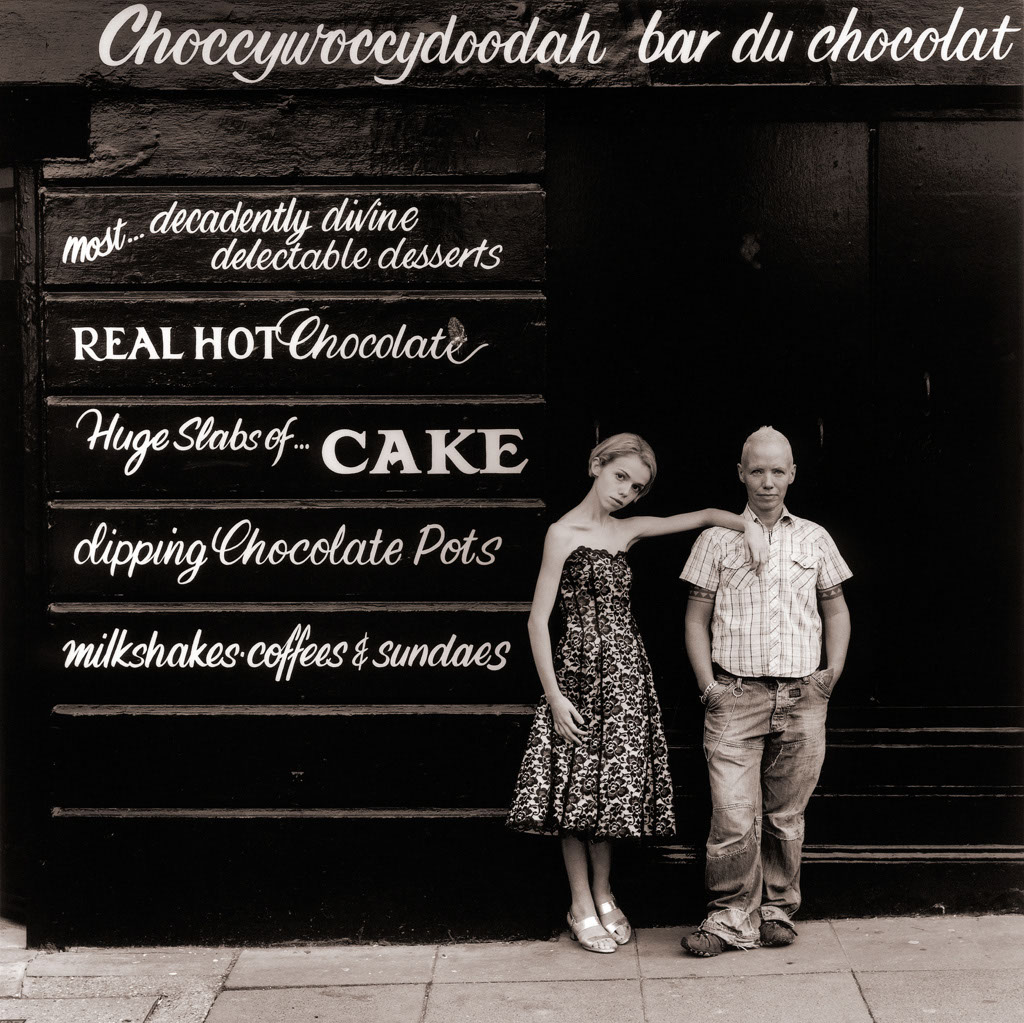 Choccywoccydoodah bar du chocolat
most... decadently divine
delectable desserts
REAL HOT Chocolate
Huge Slabs of... CAKE
dipping Chocolate Pots
milkshakes·coffees & sundaes